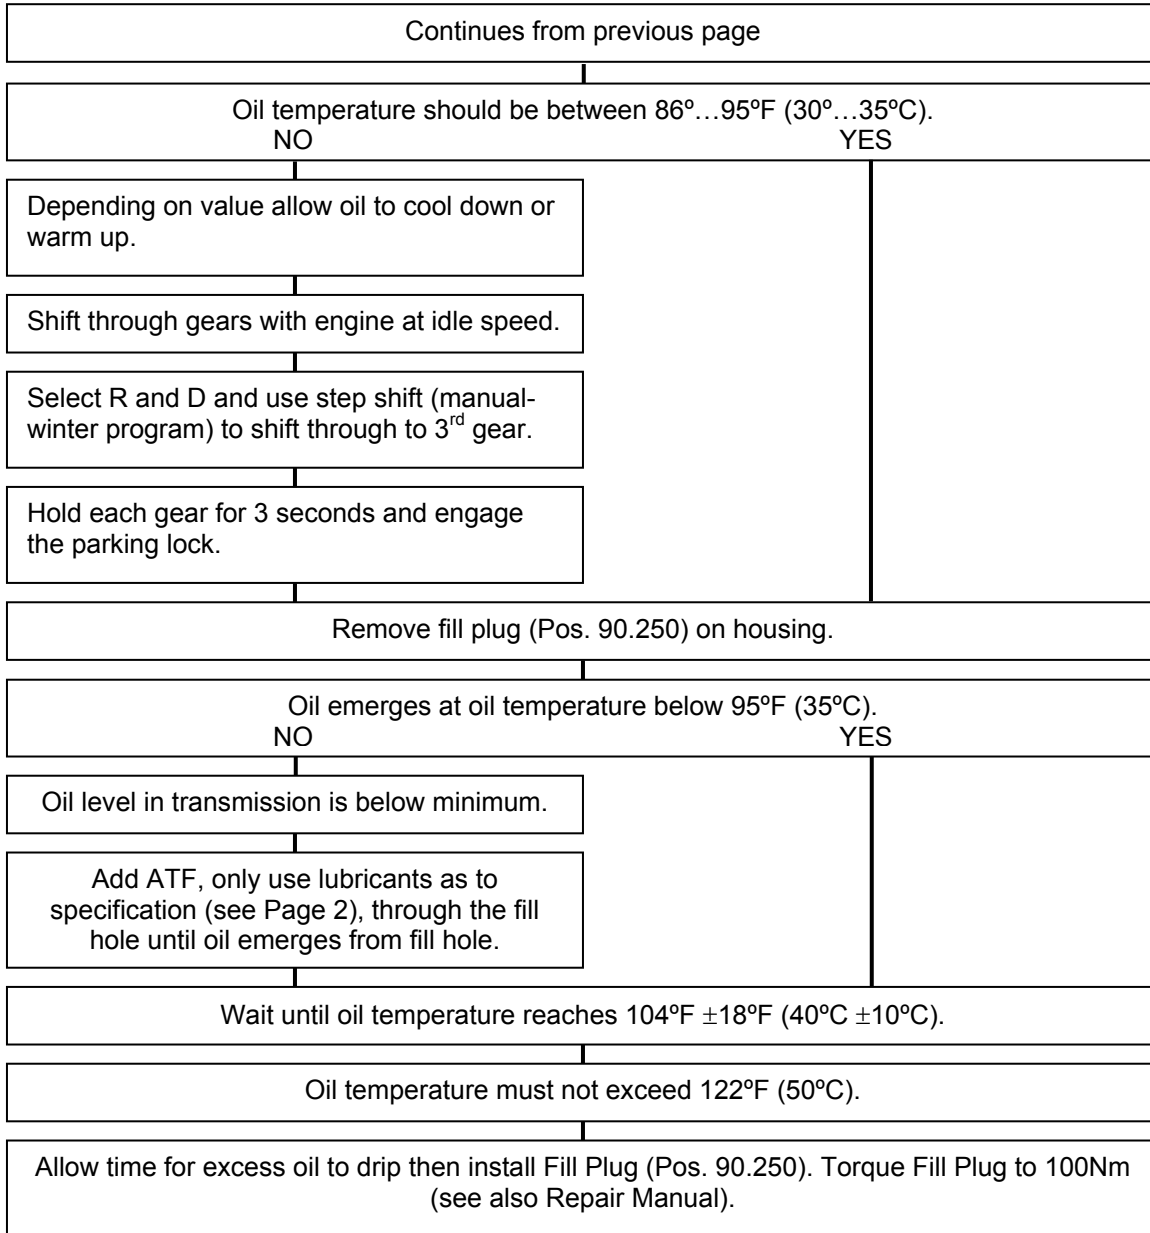 Continues from previous page
Oil temperature should be between 86º…95ºF (30º…35ºC).
NO YES
Depending on value allow oil to cool down or
warm up.
Shift through gears with engine at idle speed.
Select R and D and use step shift (manual-
winter program) to shift through to 3rd gear.
Hold each gear for 3 seconds and engage
the parking lock.
Remove fill plug (Pos. 90.250) on housing.
Oil emerges at oil temperature below 95ºF (35ºC).
NO YES
Oil level in transmission is below minimum.
Add ATF, only use lubricants as to
specification (see Page 2), through the fill
hole until oil emerges from fill hole.
Wait until oil temperature reaches 104ºF ±18ºF (40ºC ±10ºC).
Oil temperature must not exceed 122ºF (50ºC).
Allow time for excess oil to drip then install Fill Plug (Pos. 90.250). Torque Fill Plug to 100Nm
(see also Repair Manual).